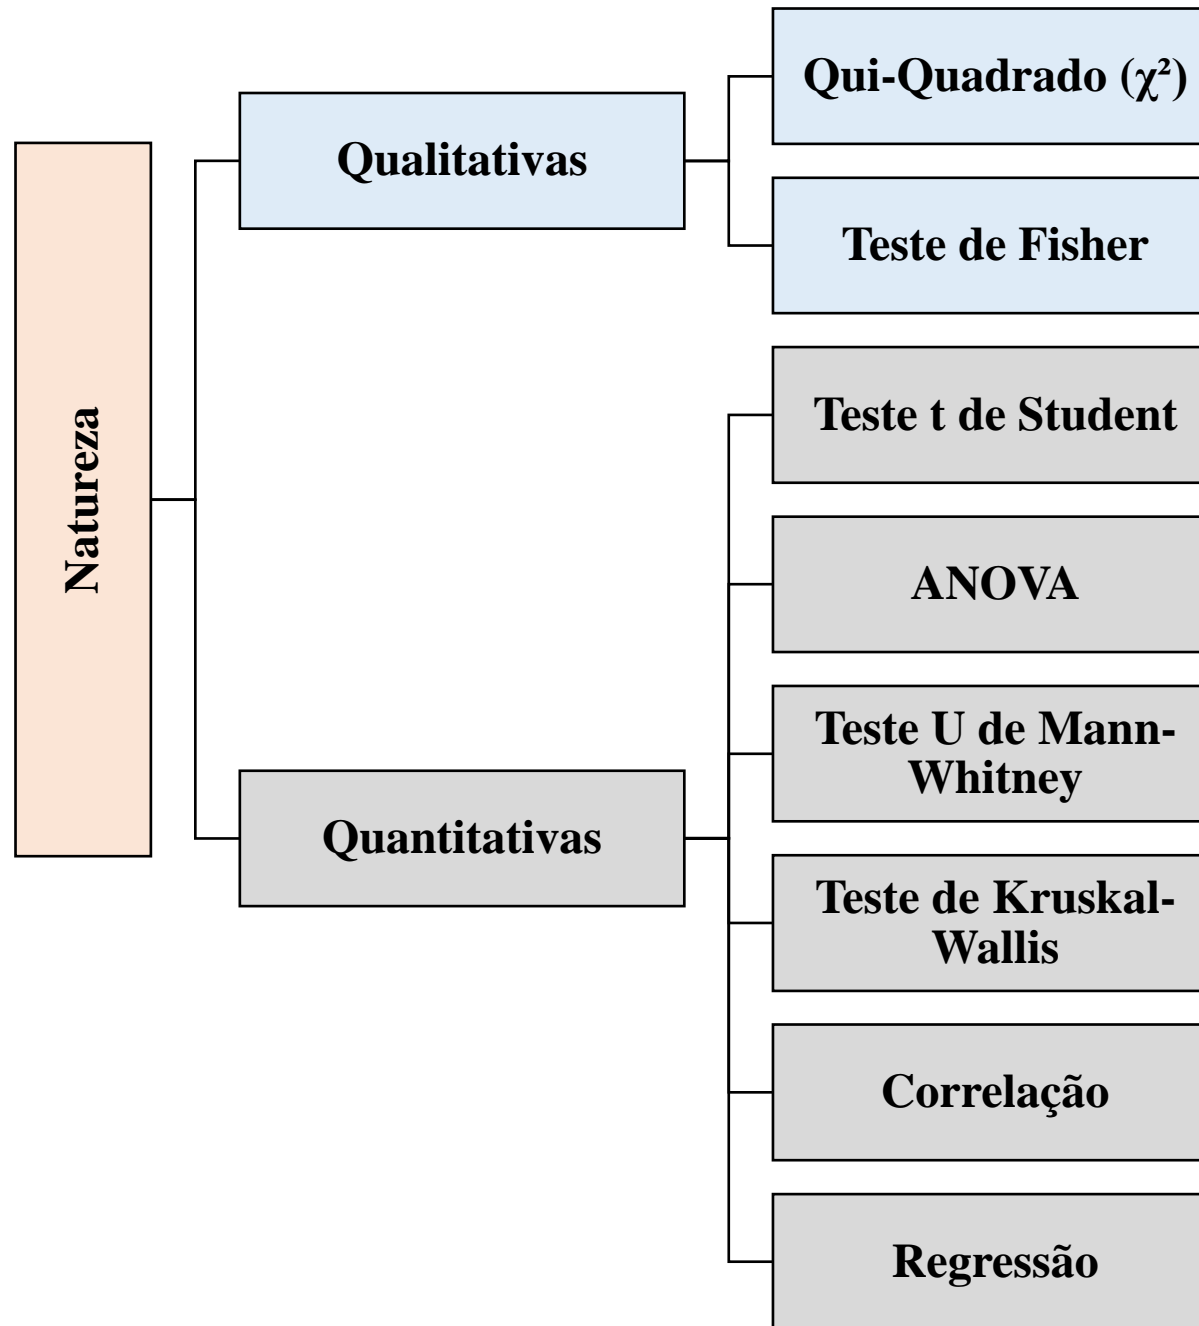 Natureza
Qualitativas
Qui-Quadrado (χ²)
Teste de Fisher
Quantitativas
Teste t de Student
ANOVA
Teste U de Mann-
Whitney
Teste de Kruskal-
Wallis
Correlação
Regressão